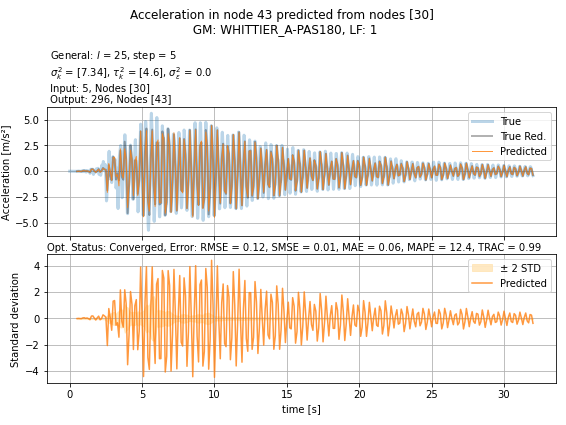 Acceleration in node 43 predicted from nodes [30]
GM: WHITTIER_A-PAS180, LF: 1
General: l = 25, step = 5
σ²ₖ = [7.34], τ²ₖ = [4.6], σ²ε = 0.0
Input: 5, Nodes [30]
Output: 296, Nodes [43]
Acceleration [m/s²]
5.0
2.5
0.0
−2.5
−5.0
True
True Red.
Predicted
Opt. Status: Converged, Error: RMSE = 0.12, SMSE = 0.01, MAE = 0.06, MAPE = 12.4, TRAC = 0.99
Standard deviation
4
2
0
−2
−4
± 2 STD
Predicted
0 5 10 15 20 25 30
time [s]